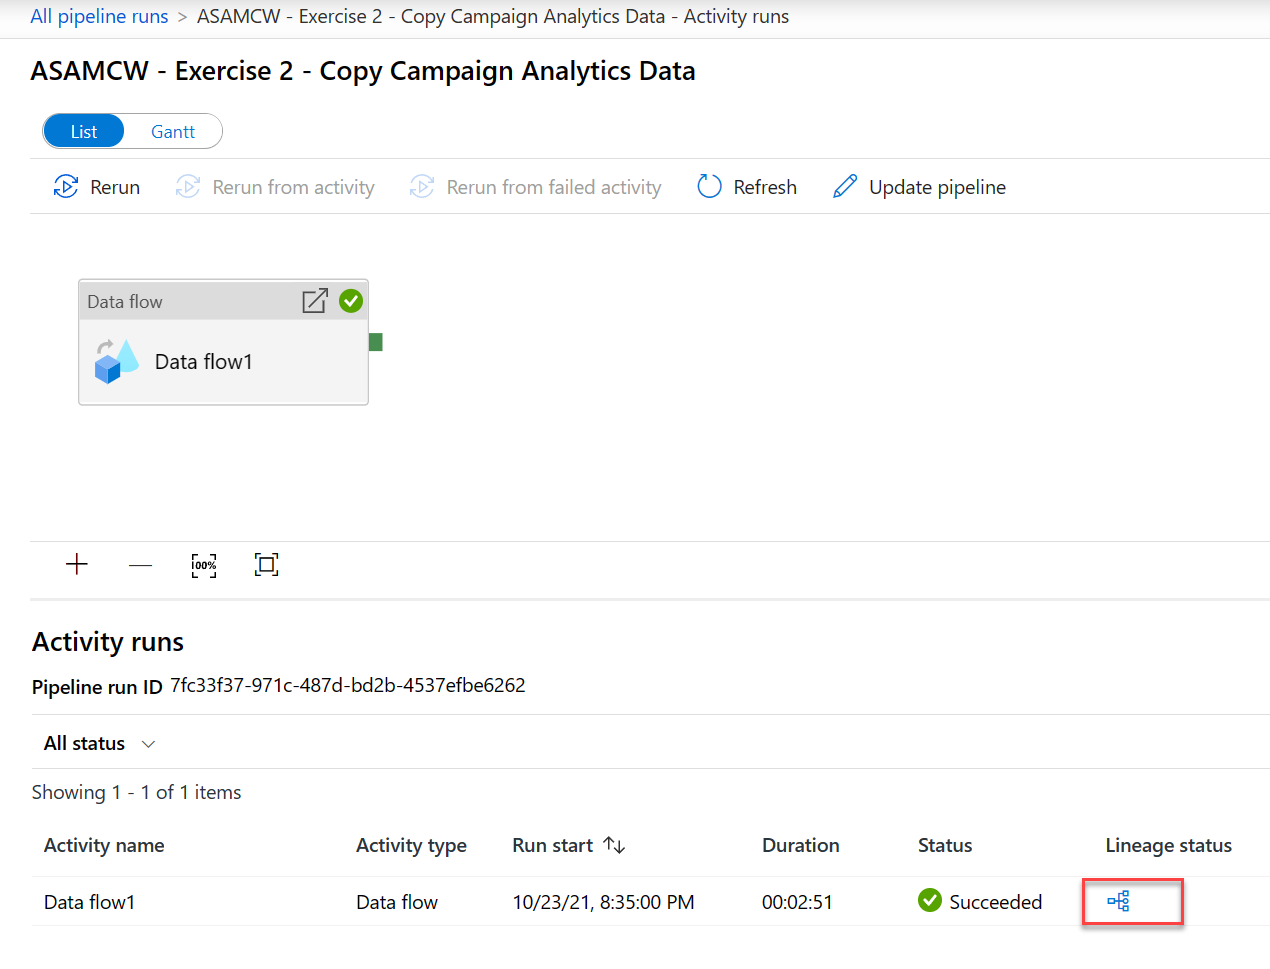 All pipeline runs > ASAMCW - Exercise 2 - Copy Campaign Analytics Data - Activity runs
ASAMCW - Exercise 2 - Copy Campaign Analytics Data
List Gantt
Rerun Rerun from activity Rerun from failed activity Refresh Update pipeline
Data flow
Data flow1
100%
Activity runs
Pipeline run ID 7fc33f37-971c-487d-bd2b-4537efbe6262
All status
Showing 1 - 1 of 1 items
Activity name Activity type Run start Duration Status Lineage status
Data flow1 Data flow 10/23/21, 8:35:00 PM 00:02:51 Succeeded